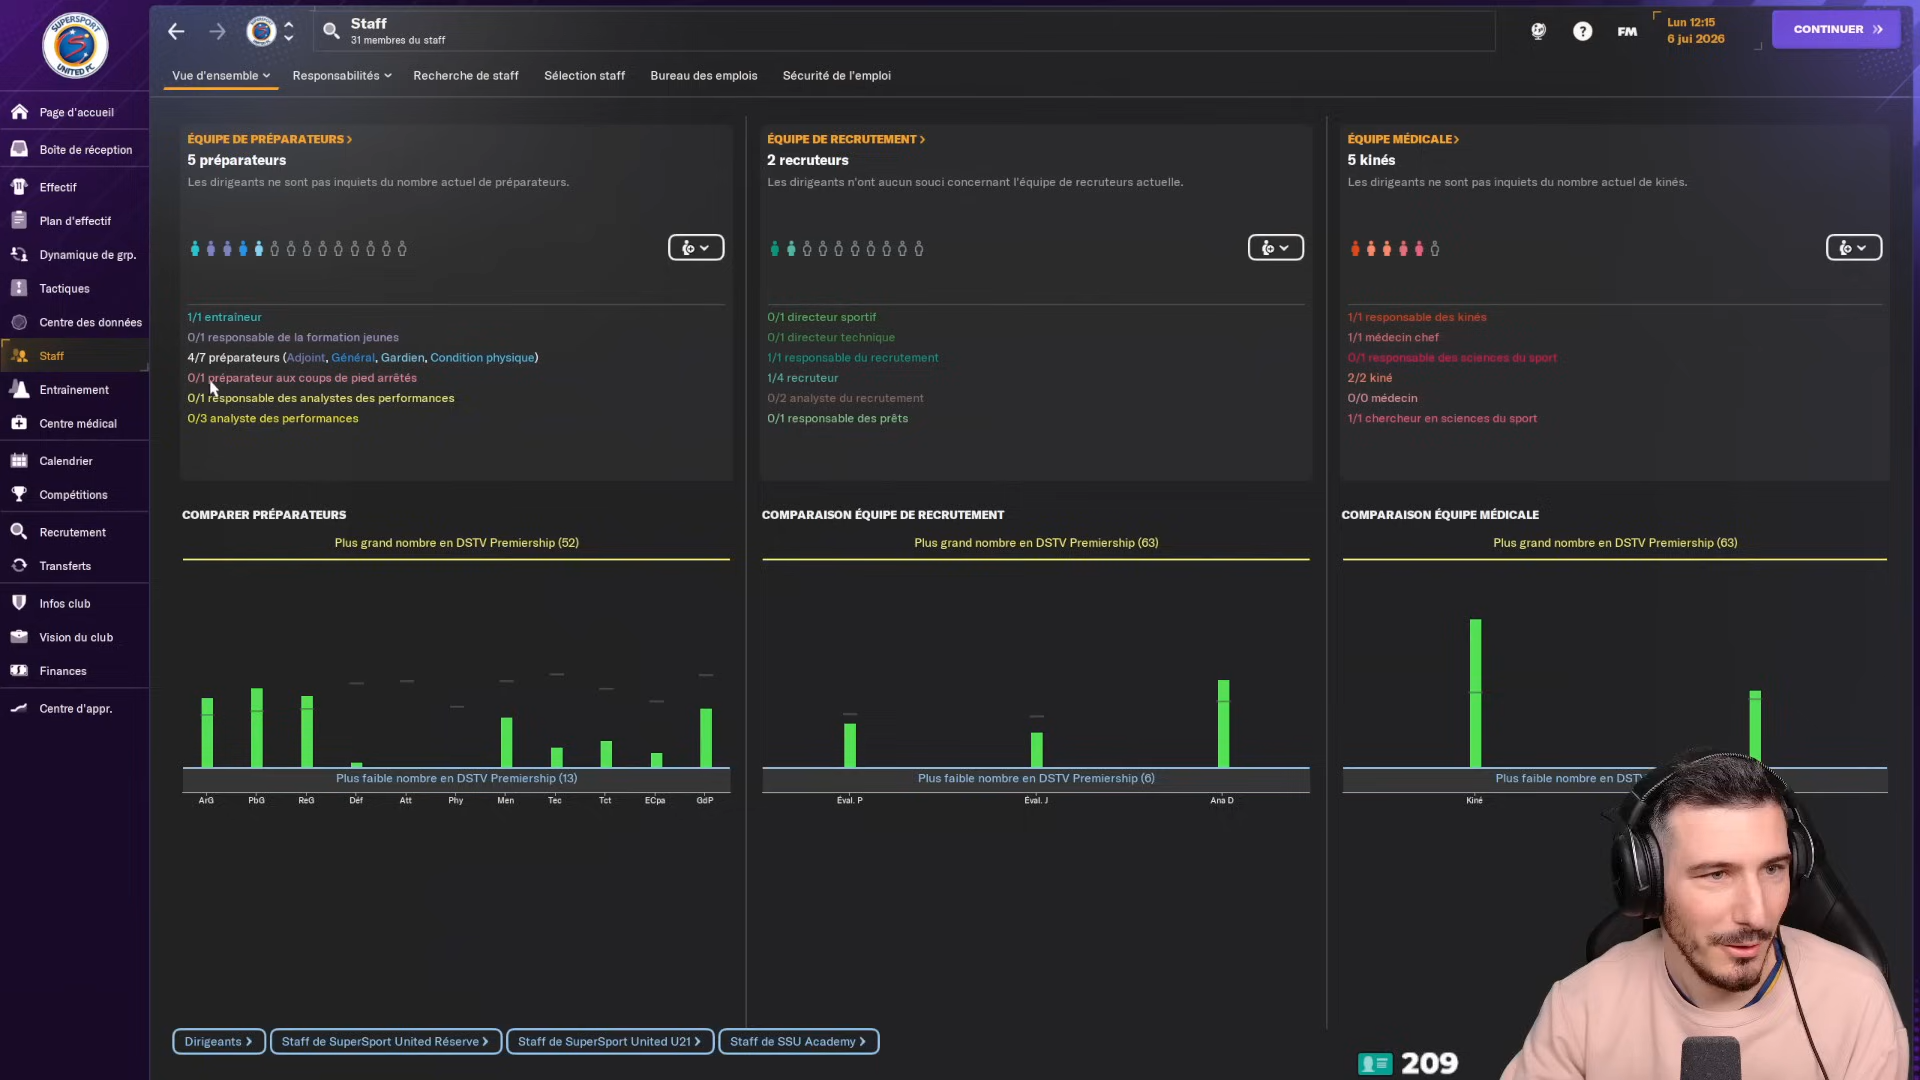 SUPERSPORT
UNITED FC
Staff
31 membres du staff
FM
Lun 12:15
6 jui 2026
CONTINUER
Vue d'ensemble
Responsabilités
Recherche de staff
Sélection staff
Bureau des emplois
Sécurité de l'emploi
Page d'accueil
Boîte de réception
Effectif
Plan d'effectif
Dynamique de grp.
Tactiques
Centre des données
Staff
Entraînement
Centre médical
Calendrier
Compétitions
Recrutement
Transferts
Infos club
Vision du club
Finances
Centre d'appr.
ÉQUIPE DE PRÉPARATEURS >
5 préparateurs
Les dirigeants ne sont pas inquiets du nombre actuel de préparateurs.
1/1 entraîneur
0/1 responsable de la formation jeunes
4/7 préparateurs (Adjoint, Général, Gardien, Condition physique)
0/1 préparateur aux coups de pied arrêtés
0/1 responsable des analystes des performances
0/3 analyste des performances
ÉQUIPE DE RECRUTEMENT >
2 recruteurs
Les dirigeants n'ont aucun souci concernant l'équipe de recruteurs actuelle.
0/1 directeur sportif
0/1 directeur technique
1/1 responsable du recrutement
1/4 recruteur
0/2 analyste du recrutement
0/1 responsable des prêts
ÉQUIPE MÉDICALE >
5 kinés
Les dirigeants ne sont pas inquiets du nombre actuel de kinés.
1/1 responsable des kinés
1/1 médecin chef
0/1 responsable des sciences du sport
2/2 kiné
0/0 médecin
1/1 chercheur en sciences du sport
COMPARER PRÉPARATEURS
Plus grand nombre en DSTV Premiership (52)
Plus faible nombre en DSTV Premiership (13)
ArG PbG ReG Déf Att Phy Men Tec Tct ECpa GdP
COMPARAISON ÉQUIPE DE RECRUTEMENT
Plus grand nombre en DSTV Premiership (63)
Plus faible nombre en DSTV Premiership (6)
Éval. P Éval. J Ana D
COMPARAISON ÉQUIPE MÉDICALE
Plus grand nombre en DSTV Premiership (63)
Plus faible nombre en DSTV
Kiné
Dirigeants >
Staff de SuperSport United Réserve >
Staff de SuperSport United U21 >
Staff de SSU Academy >
209